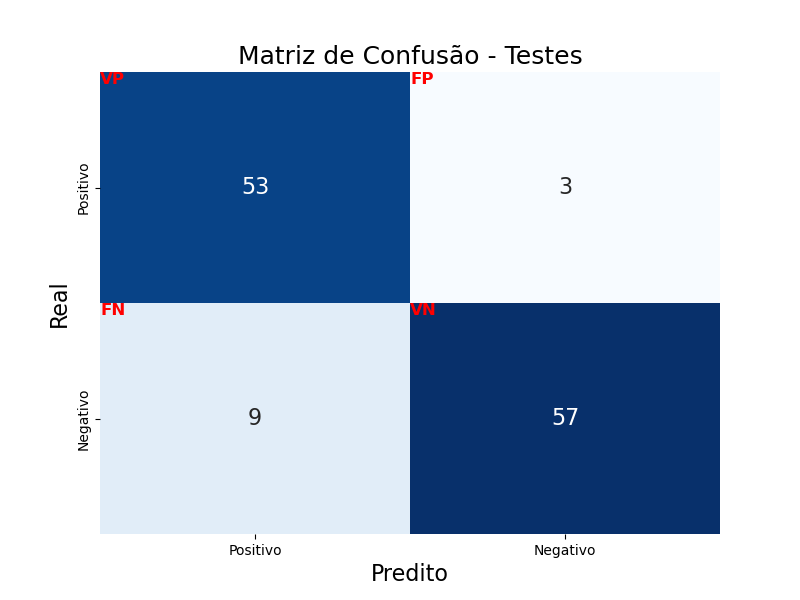 Matriz de Confusão - Testes
VP
FP
Positivo
53
3
Real
FN
VN
Negativo
9
57
Positivo
Negativo
Predito